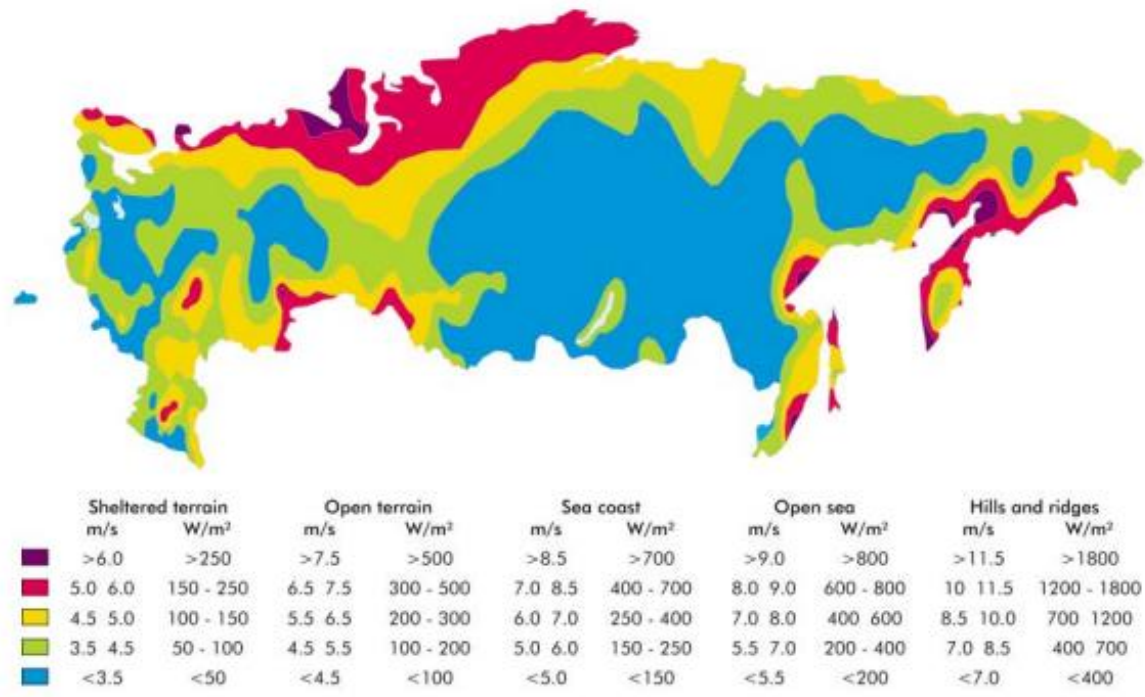 Sheltered terrain Open terrain Sea coast Open sea Hills and ridges
m/s W/m² m/s W/m² m/s W/m² m/s W/m² m/s W/m²
>6.0 >250 >7.5 >500 >8.5 >700 >9.0 >800 >11.5 >1800
5.0 6.0 150 - 250 6.5 7.5 300 - 500 7.0 8.5 400 - 700 8.0 9.0 600 - 800 10 11.5 1200 - 1800
4.5 5.0 100 - 150 5.5 6.5 200 - 300 6.0 7.0 250 - 400 7.0 8.0 400 600 8.5 10.0 700 1200
3.5 4.5 50 - 100 4.5 5.5 100 - 200 5.0 6.0 150 - 250 5.5 7.0 200 - 400 7.0 8.5 400 700
<3.5 <50 <4.5 <100 <5.0 <150 <5.5 <200 <7.0 <400